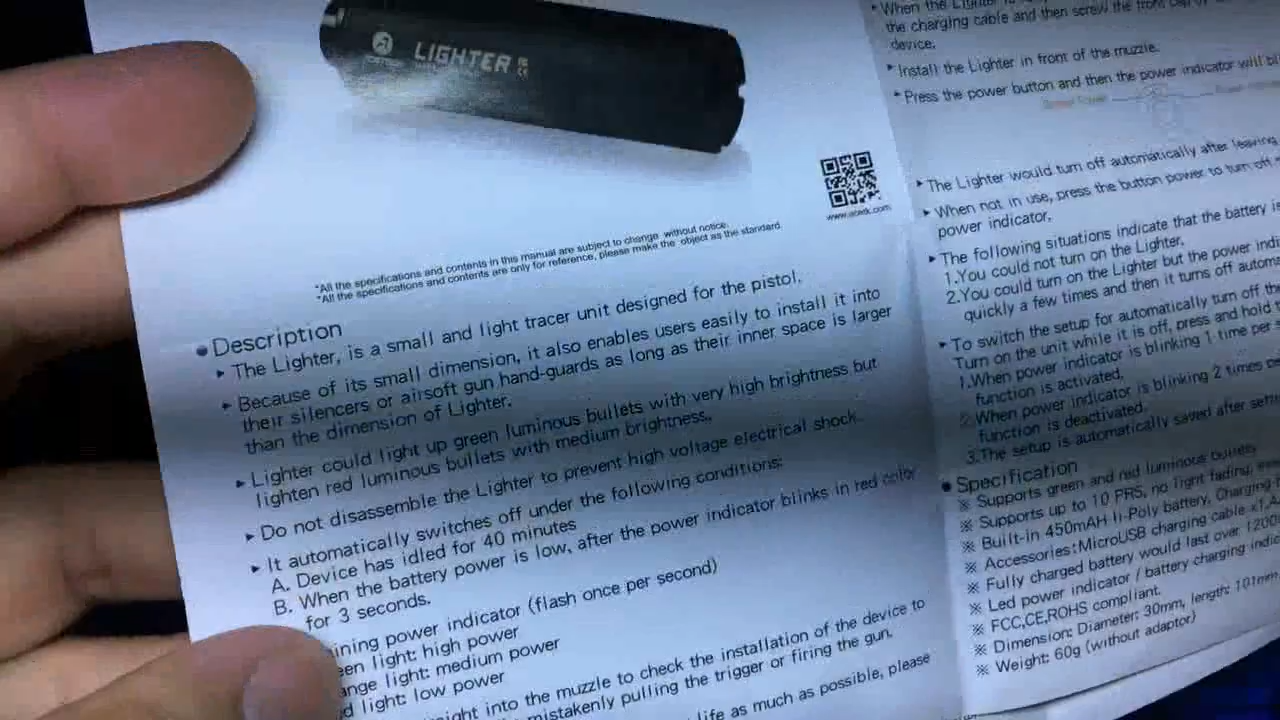 LIGHTER
www.acetk.com
*All the specifications and contents in this manual are subject to change without notice.
*All the specifications and contents are only for reference, please make the object as the standard.
Description
The Lighter, is a small and light tracer unit designed for the pistol.
Because of its small dimension, it also enables users easily to install it into
their silencers or airsoft gun hand-guards as long as their inner space is larger
than the dimension of Lighter.
Lighter could light up green luminous bullets with very high brightness but
lighten red luminous bullets with medium brightness.
Do not disassemble the Lighter to prevent high voltage electrical shock.
It automatically switches off under the following conditions:
A. Device has idled for 40 minutes
B. When the battery power is low, after the power indicator blinks in red color
for 3 seconds.
power indicator (flash once per second)
light: high power
light: medium power
light: low power
into the muzzle to check the installation of the device to
mistakenly pulling the trigger or firing the gun.
life as much as possible, please
When the Lighter is
the charging cable and then screw the front
device.
Install the Lighter in front of the muzzle.
Press the power button and then the power indicator will
The Lighter would turn off automatically after leaving
When not in use, press the button power to turn off
power indicator.
The following situations indicate that the battery is
1.You could not turn on the Lighter.
2.You could turn on the Lighter but the power
quickly a few times and then it turns off
To switch the setup for automatically turn off the
Turn on the unit while it is off, press and hold
1.When power indicator is blinking 1 time per
function is activated.
2.When power indicator is blinking 2 times
function is deactivated.
3.The setup is automatically saved after
Specification
※ Supports green and red luminous bullets
※ Supports up to 10 PRS, no light fading,
※ Built-in 450mAH li-Poly battery, Charging
※ Accessories:MicroUSB charging cable x1,
※ Fully charged battery would last over
※ Led power indicator / battery charging
※ FCC,CE,ROHS compliant.
※ Dimension: Diameter: 30mm, length: 101mm
※ Weight: 60g (without adaptor)